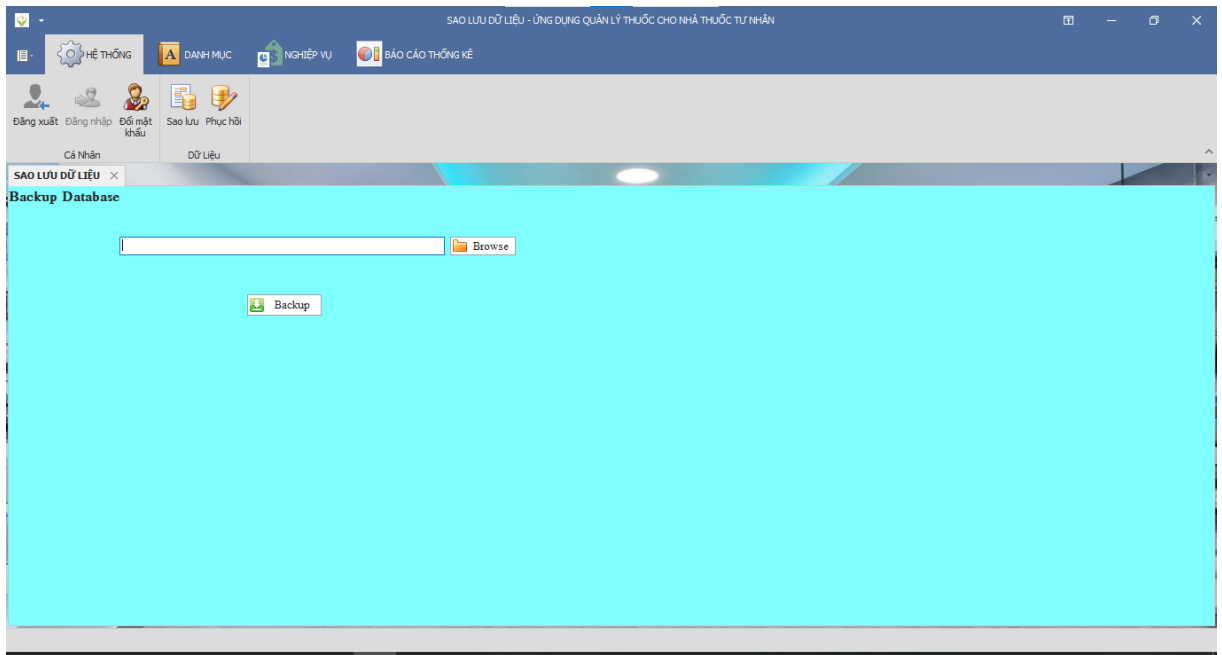 SAO LƯU DỮ LIỆU - ỨNG DỤNG QUẢN LÝ THUỐC CHO NHÀ THUỐC TƯ NHÂN
HỆ THỐNG A DANH MỤC NGHIỆP VỤ BÁO CÁO THỐNG KÊ
Đăng xuất Đăng nhập Đổi mật khẩu Sao lưu Phục hồi
Cá Nhân Dữ Liệu
SAO LƯU DỮ LIỆU
Backup Database
Browse
Backup